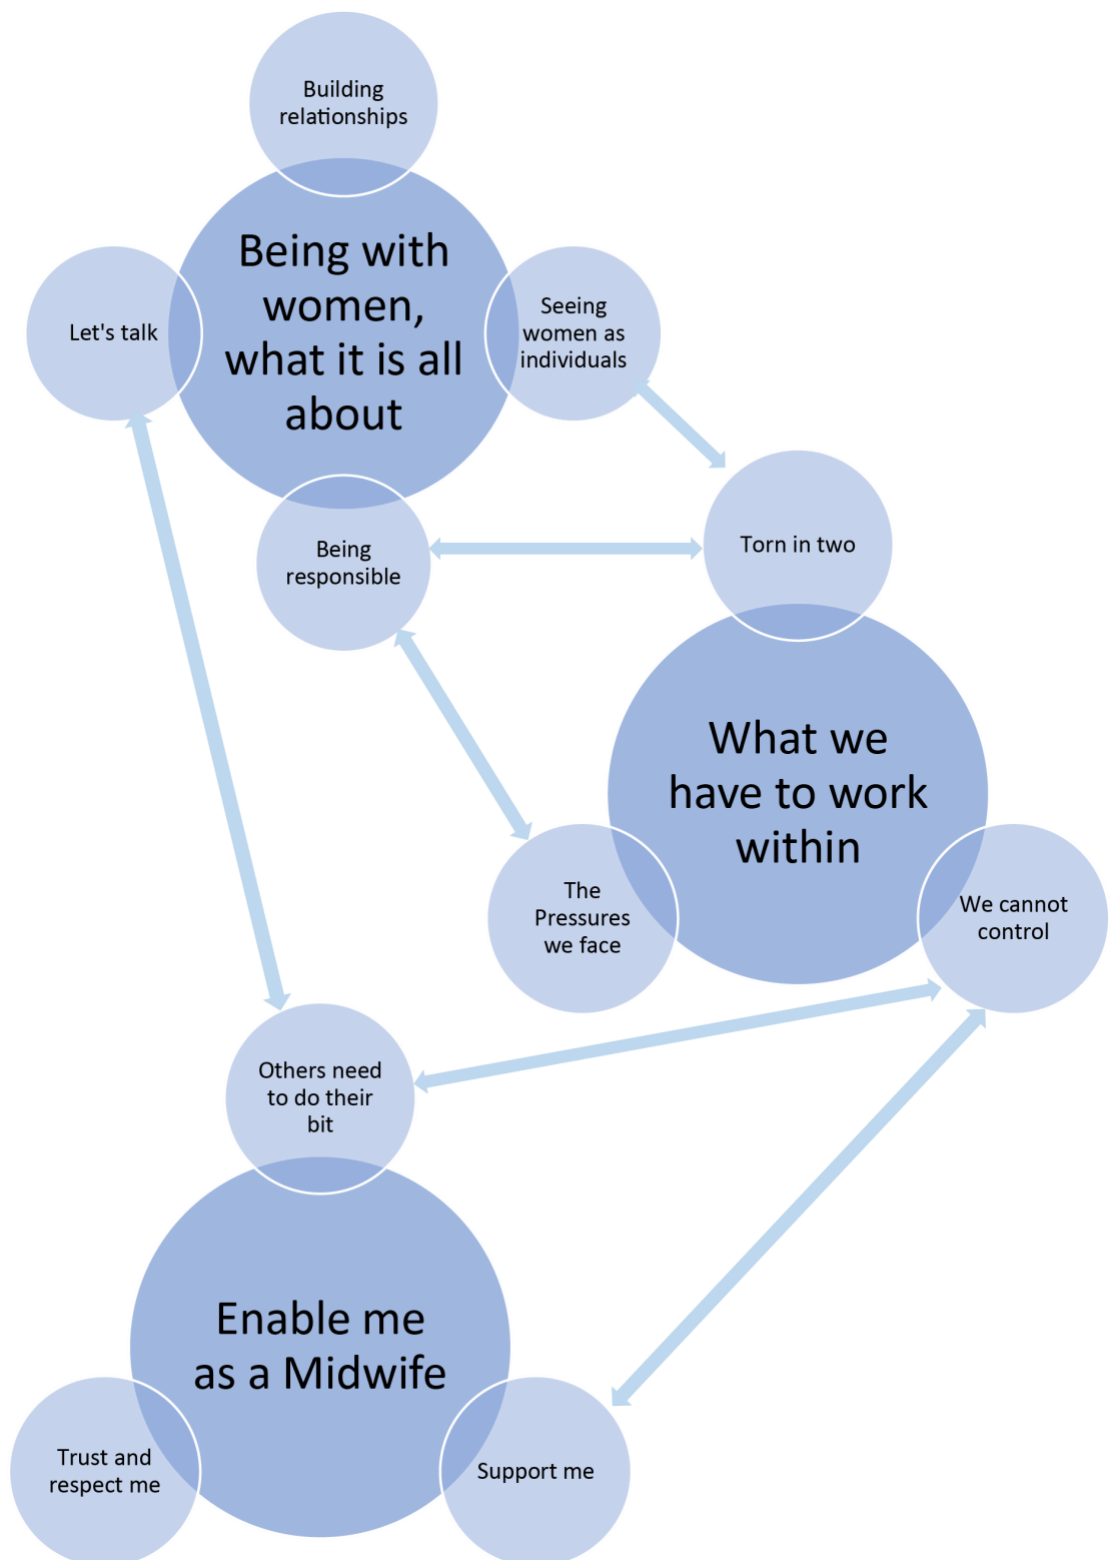 Building
relationships
Being with
women,
what it is all
about
Let's talk
Seeing
women as
individuals
Being
responsible
Torn in two
What we
have to work
within
The
Pressures
we face
We cannot
control
Others need
to do their
bit
Enable me
as a Midwife
Trust and
respect me
Support me